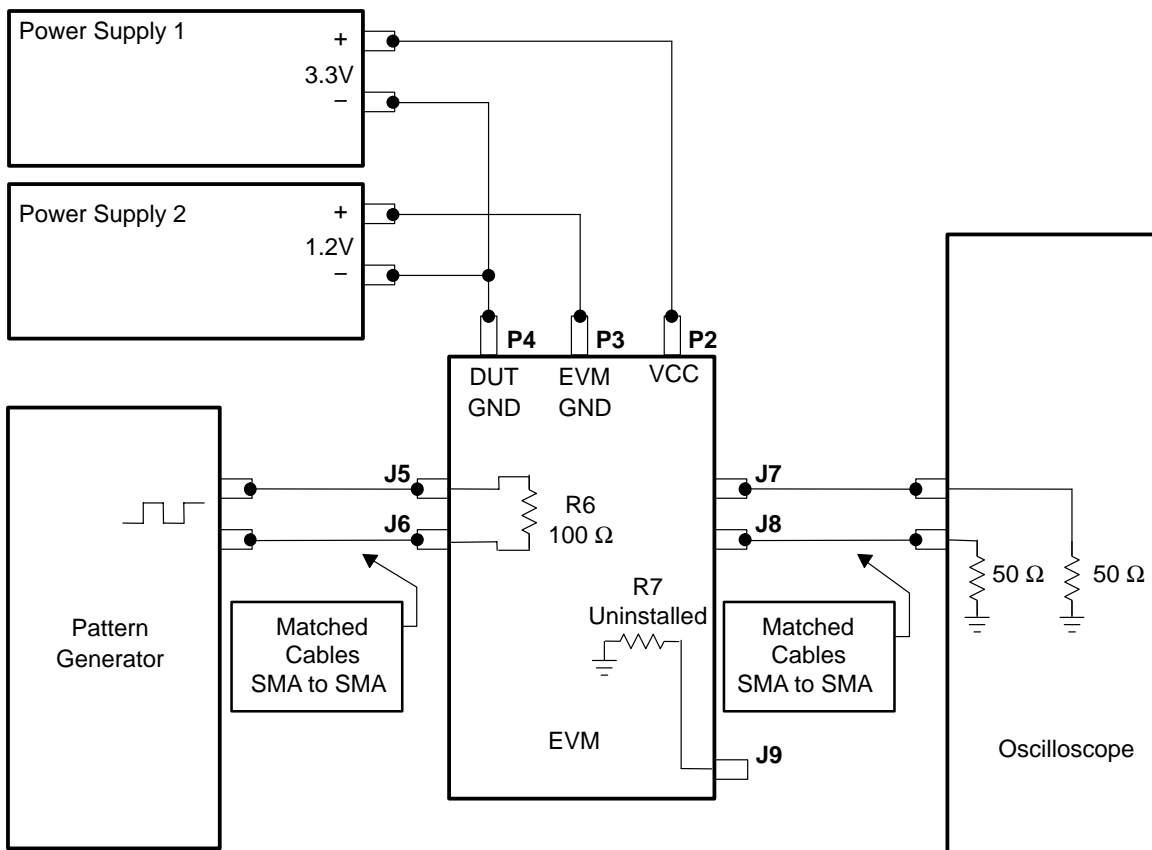 Power Supply 1
+
3.3V
−
Power Supply 2
+
1.2V
−
P4
P3
P2
DUT
GND
EVM
GND
VCC
J5
J6
R6
100 Ω
J7
J8
50 Ω
50 Ω
R7
Uninstalled
Pattern
Generator
Matched
Cables
SMA to SMA
Matched
Cables
SMA to SMA
EVM
J9
Oscilloscope